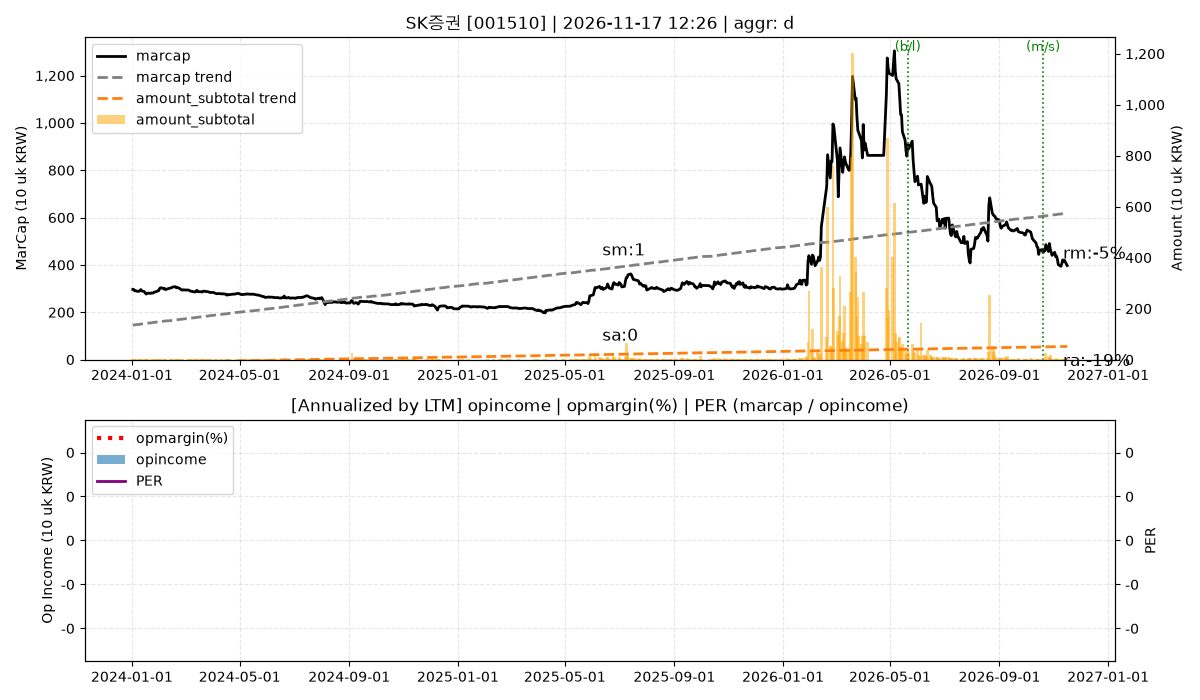 SK증권 [001510] | 2026-11-17 12:26 | aggr: d
marcap
marcap trend
amount_subtotal trend
amount_subtotal
(b/l)
(m/s)
sm:1
sa:0
rm:-5%
ra:-19%
MarCap (10 uk KRW)
1,200
1,000
800
600
400
200
0
Amount (10 uk KRW)
1,200
1,000
800
600
400
200
0
2024-01-01
2024-05-01
2024-09-01
2025-01-01
2025-05-01
2025-09-01
2026-01-01
2026-05-01
2026-09-01
2027-01-01
[Annualized by LTM] opincome | opmargin(%) | PER (marcap / opincome)
opmargin(%)
opincome
PER
Op Income (10 uk KRW)
0
0
0
-0
-0
PER
0
0
0
-0
-0
2024-01-01
2024-05-01
2024-09-01
2025-01-01
2025-05-01
2025-09-01
2026-01-01
2026-05-01
2026-09-01
2027-01-01